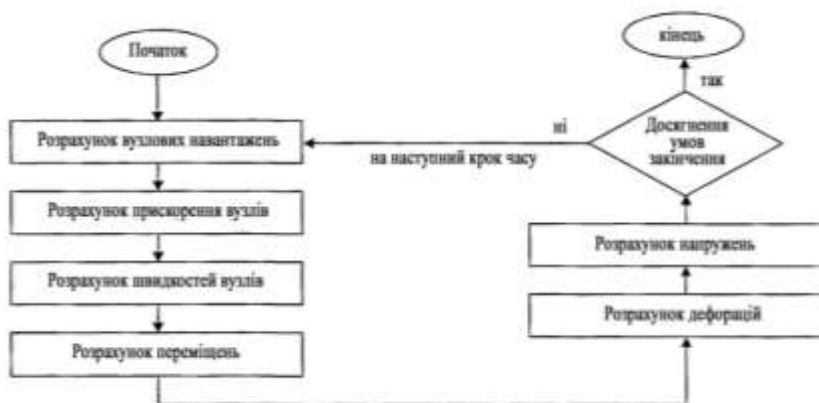 Початок
Розрахунок вузлових навантажень
Розрахунок прискорення вузлів
Розрахунок швидкостей вузлів
Розрахунок переміщень
Розрахунок дефорацій
Розрахунок напружень
Досягнення
умов
закінчення
ні
на наступний крок часу
так
кінець